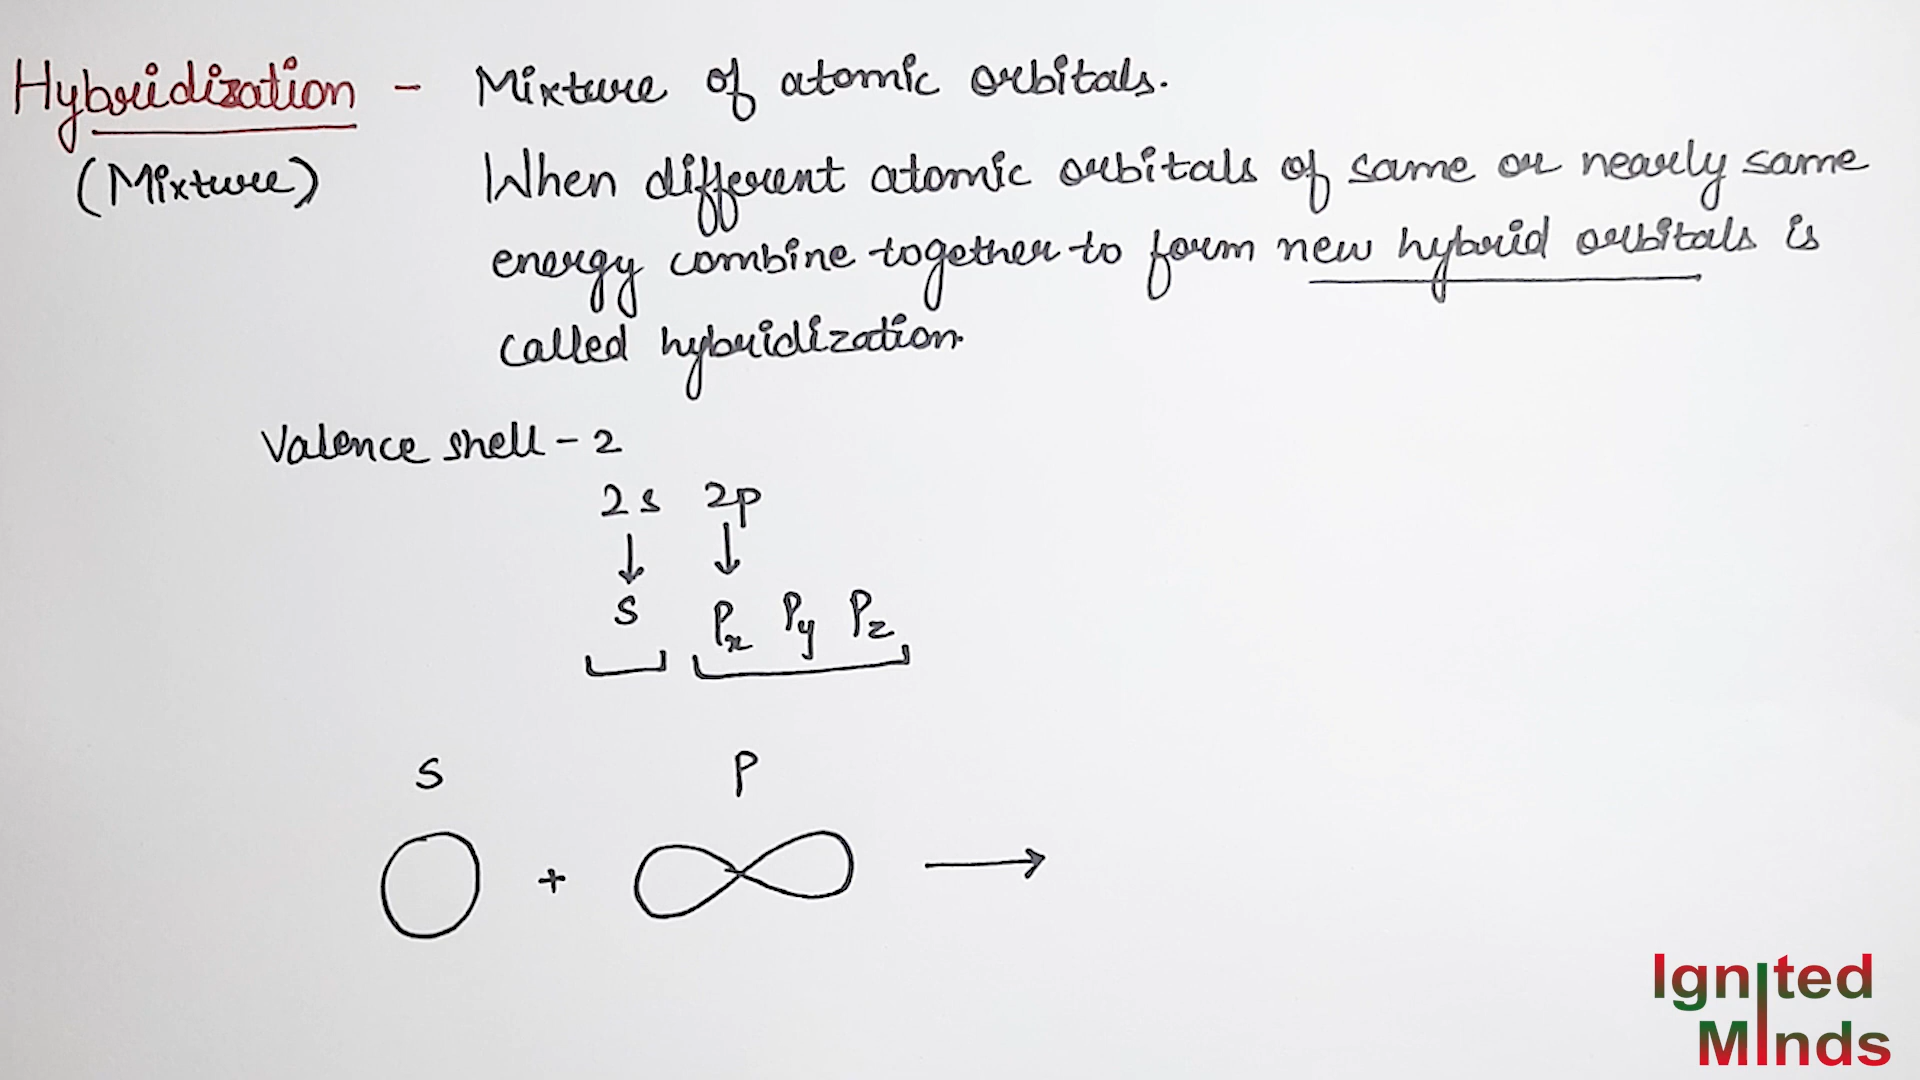 Hybridization - Mixture of atomic orbitals.
(Mixture) When different atomic orbitals of same or nearly same
energy combine together to form new hybrid orbitals is
called hybridization.
Valence shell - 2
2s 2p
↓ ↓
s Px Py Pz
s P
+ →
Ignited
Minds